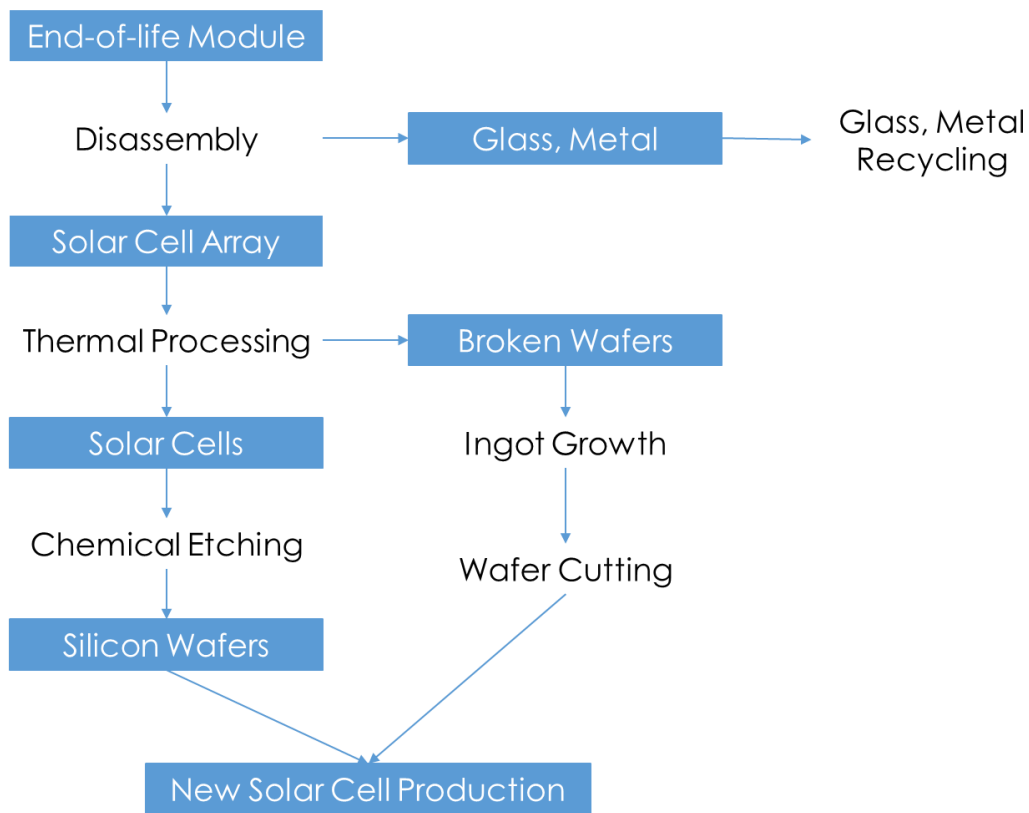 End-of-life Module
Disassembly
Glass, Metal
Glass, Metal
Recycling
Solar Cell Array
Thermal Processing
Broken Wafers
Solar Cells
Ingot Growth
Chemical Etching
Wafer Cutting
Silicon Wafers
New Solar Cell Production